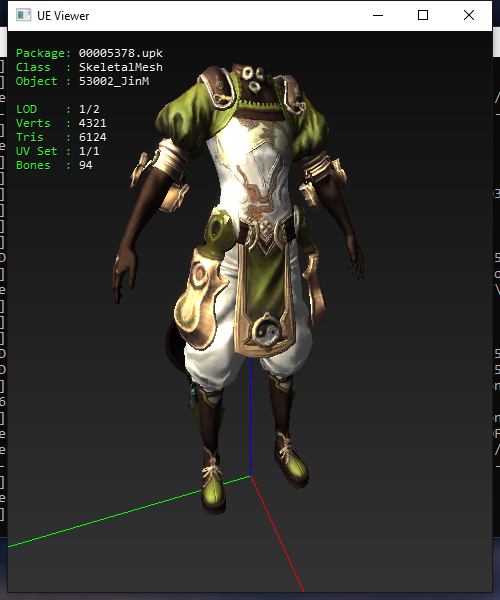 UE Viewer
Package: 00005378.upk
Class  : SkeletalMesh
Object : 53002_JinM
LOD    : 1/2
Verts  : 4321
Tris   : 6124
UV Set : 1/1
Bones  : 94